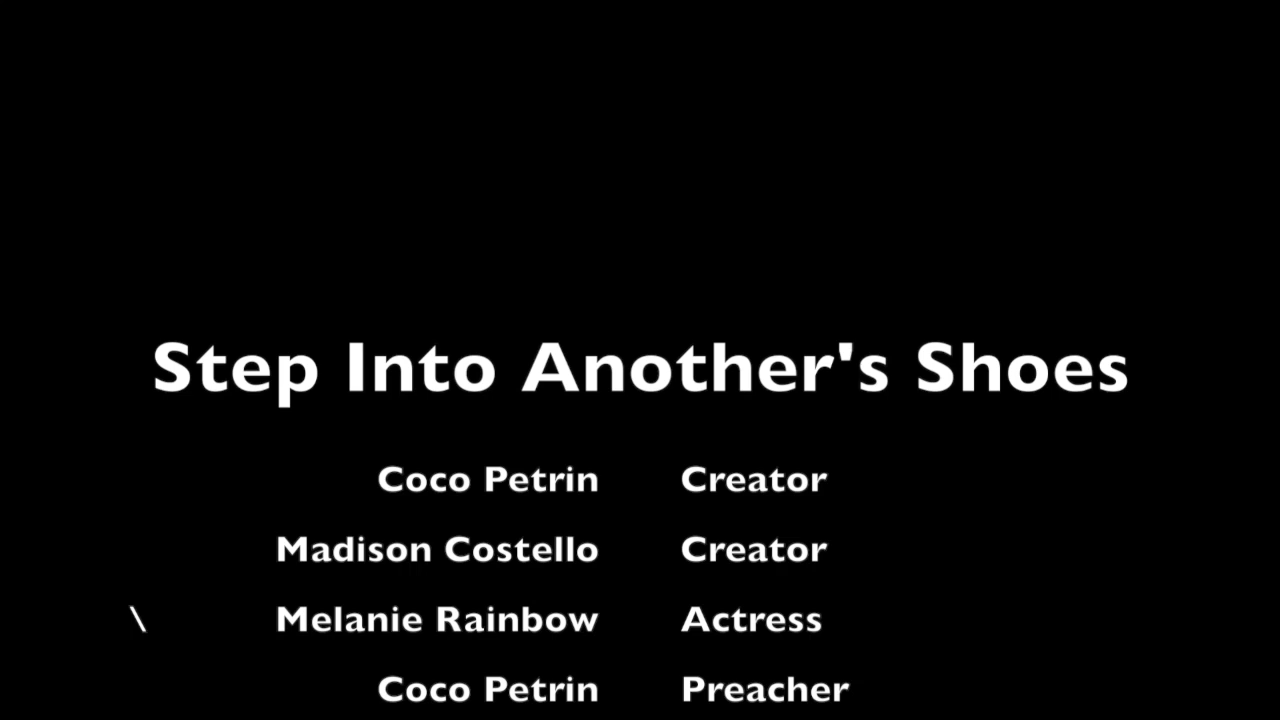 Step Into Another's Shoes
Coco Petrin Creator
Madison Costello Creator
\ Melanie Rainbow Actress
Coco Petrin Preacher